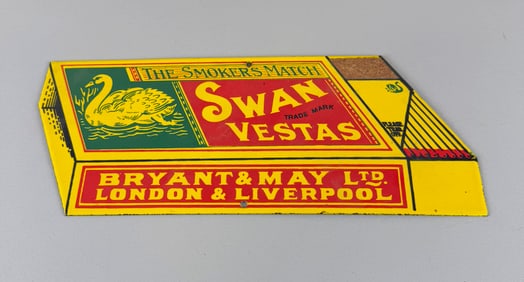 THE SMOKER'S MATCH
SWAN
TRADE MARK
VESTAS
BRYANT & MAY LTD.
LONDON & LIVERPOOL